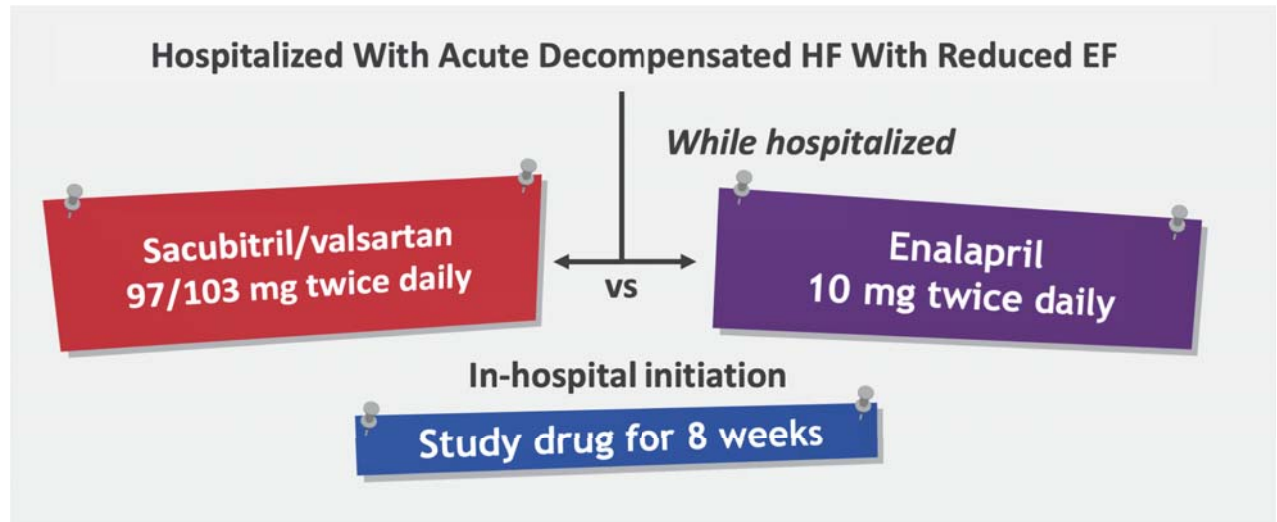 Hospitalized With Acute Decompensated HF With Reduced EF
While hospitalized
Sacubitril/valsartan
97/103 mg twice daily
vs
Enalapril
10 mg twice daily
In-hospital initiation
Study drug for 8 weeks